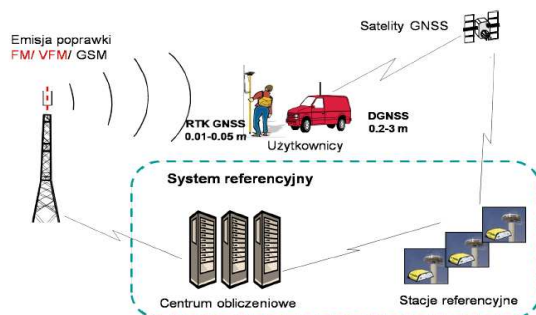 Emisja poprawki
FM/ VFM/ GSM
Satelity GNSS
RTK GNSS
0.01-0.05 m
DGNSS
0.2-3 m
Użytkownicy
System referencyjny
Centrum obliczeniowe
Stacje referencyjne